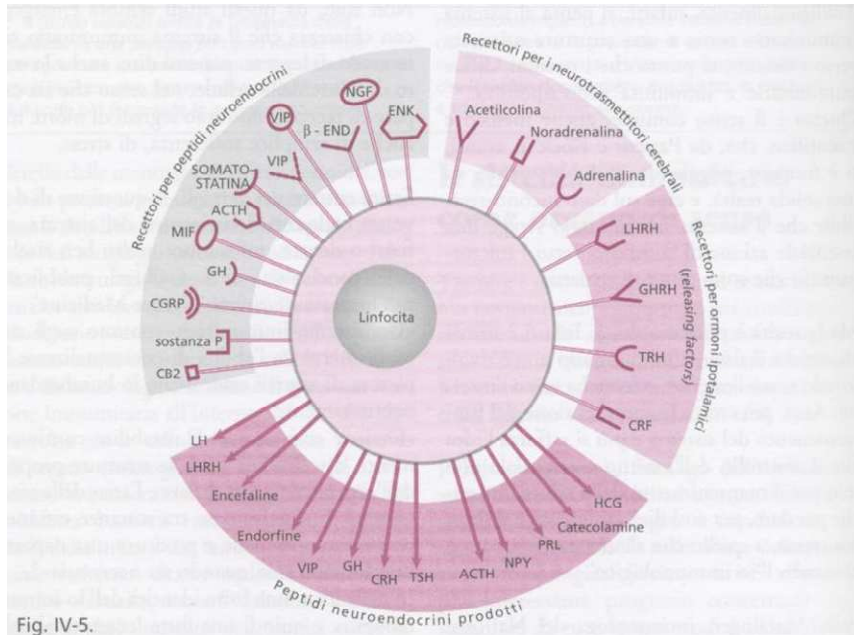 Recettori per peptidi neuroendocrini
NGF
ENK
VIP
β - END
VIP
SOMATO-
STATINA
ACTH
MIF
GH
CGRP
sostanza P
CB2
Recettori per i neurotrasmettitori cerebrali
Acetilcolina
Noradrenalina
Adrenalina
Recettori per ormoni ipotalamici
(releasing factors)
LHRH
GHRH
TRH
CRF
Linfocita
LH
LHRH
Encefaline
Endorfine
VIP
GH
CRH
TSH
ACTH
NPY
PRL
Catecolamine
HCG
Peptidi neuroendocrini prodotti
Fig. IV-5.